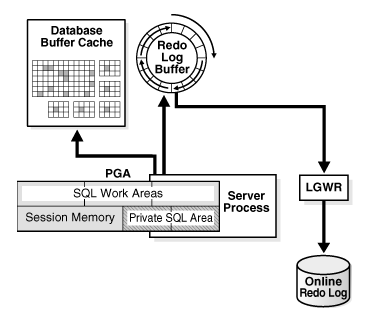 Database
Buffer Cache
Redo
Log
Buffer
PGA
SQL Work Areas
Server
Process
Session Memory
Private SQL Area
LGWR
Online
Redo Log